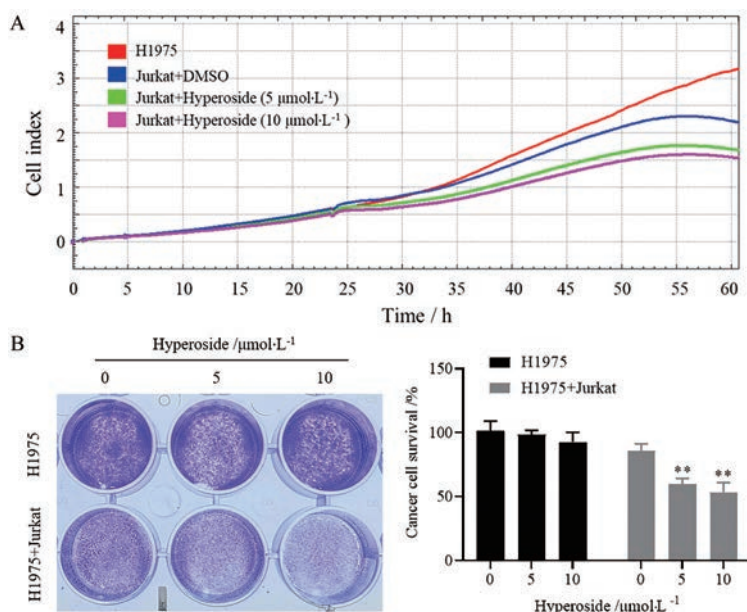 A
4
3
2
1
0
Cell index
H1975
Jurkat+DMSO
Jurkat+Hyperoside (5 μmol·L⁻¹)
Jurkat+Hyperoside (10 μmol·L⁻¹ )
0 5 10 15 20 25 30 35 40 45 50 55 60
Time / h
B
Hyperoside /μmol·L⁻¹
0 5 10
H1975
H1975+Jurkat
H1975
H1975+Jurkat
150
100
50
0
Cancer cell survival /%
** **
0 5 10 0 5 10
Hyperoside /μmol·L ⁻¹